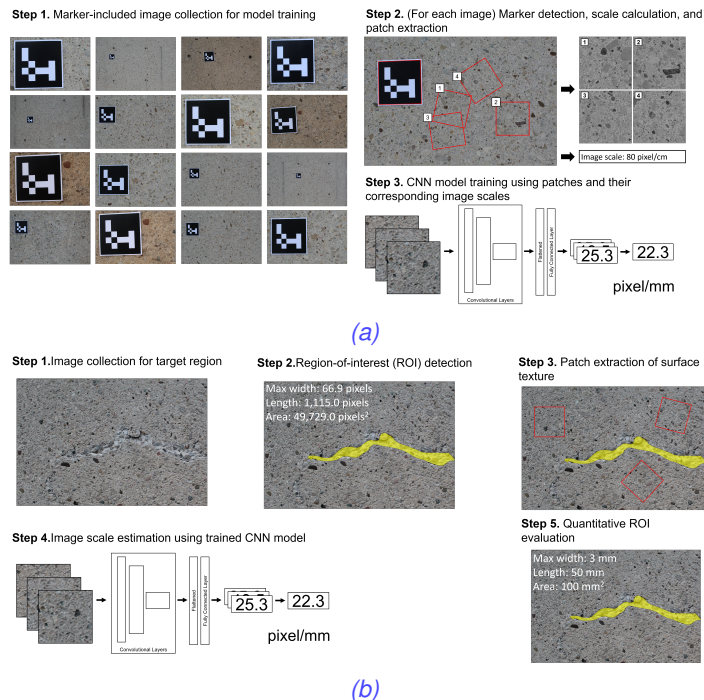 Step 1. Marker-included image collection for model training
Step 2. (For each image) Marker detection, scale calculation, and
patch extraction
4
1
2
3
1
2
3
4
Image scale: 80 pixel/cm
Step 3. CNN model training using patches and their
corresponding image scales
Convolutional Layers
Flattened
Fully Connected Layer
25.3
22.3
pixel/mm
(a)
Step 1.Image collection for target region
Step 2.Region-of-interest (ROI) detection
Max width: 66.9 pixels
Length: 1,115.0 pixels
Area: 49,729.0 pixels²
Step 3. Patch extraction of surface
texture
Step 4.Image scale estimation using trained CNN model
Convolutional Layers
Flattened
Fully Connected Layer
25.3
22.3
pixel/mm
Step 5. Quantitative ROI
evaluation
Max width: 3 mm
Length: 50 mm
Area: 100 mm²
(b)